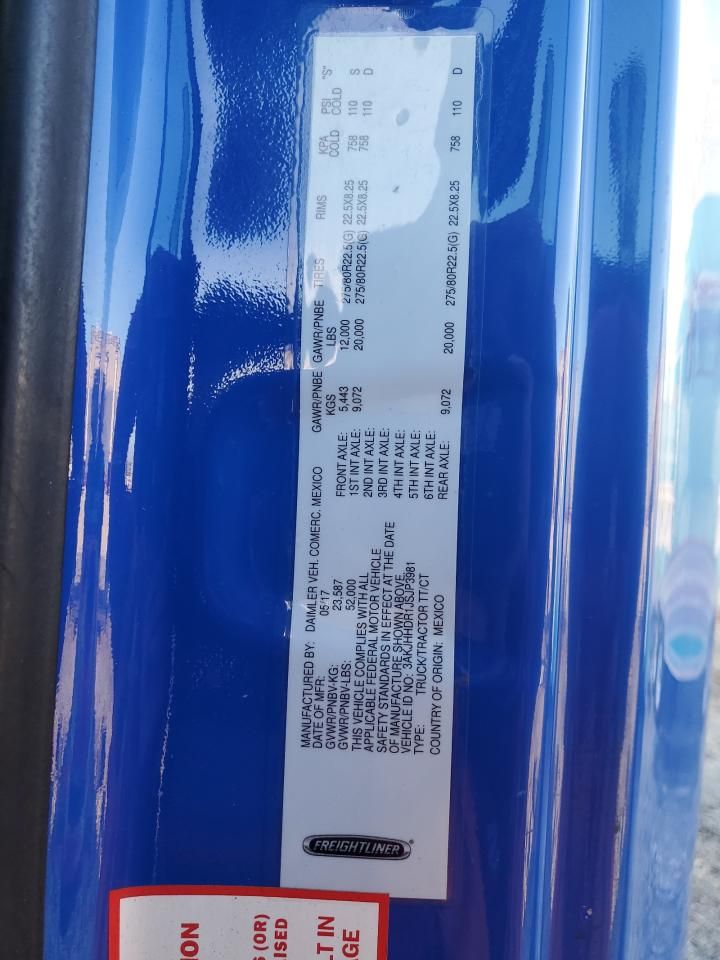 FREIGHTLINER
MANUFACTURED BY: DAIMLER VEH. COMERC. MEXICO
DATE OF MFR: 05/17
GVWR/PNBV-KG: 23,587
GVWR/PNBV-LBS: 52,000
THIS VEHICLE COMPLIES WITH ALL
APPLICABLE FEDERAL MOTOR VEHICLE
SAFETY STANDARDS IN EFFECT AT THE DATE
OF MANUFACTURE SHOWN ABOVE.
VEHICLE ID NO: 3AKJHHDR1JSJP3981
TYPE: TRUCK/TRACTOR TT/CT
COUNTRY OF ORIGIN: MEXICO
GAWR/PNBE GAWR/PNBE TIRES RIMS KPA PSI "S"
KGS LBS COLD COLD
FRONT AXLE: 5,443 12,000 275/80R22.5(G) 22.5X8.25 758 110 S
1ST INT AXLE: 9,072 20,000 275/80R22.5(G) 22.5X8.25 758 110 D
2ND INT AXLE:
3RD INT AXLE:
4TH INT AXLE:
5TH INT AXLE:
6TH INT AXLE:
REAR AXLE: 9,072 20,000 275/80R22.5(G) 22.5X8.25 758 110 D
(OR)
LT IN